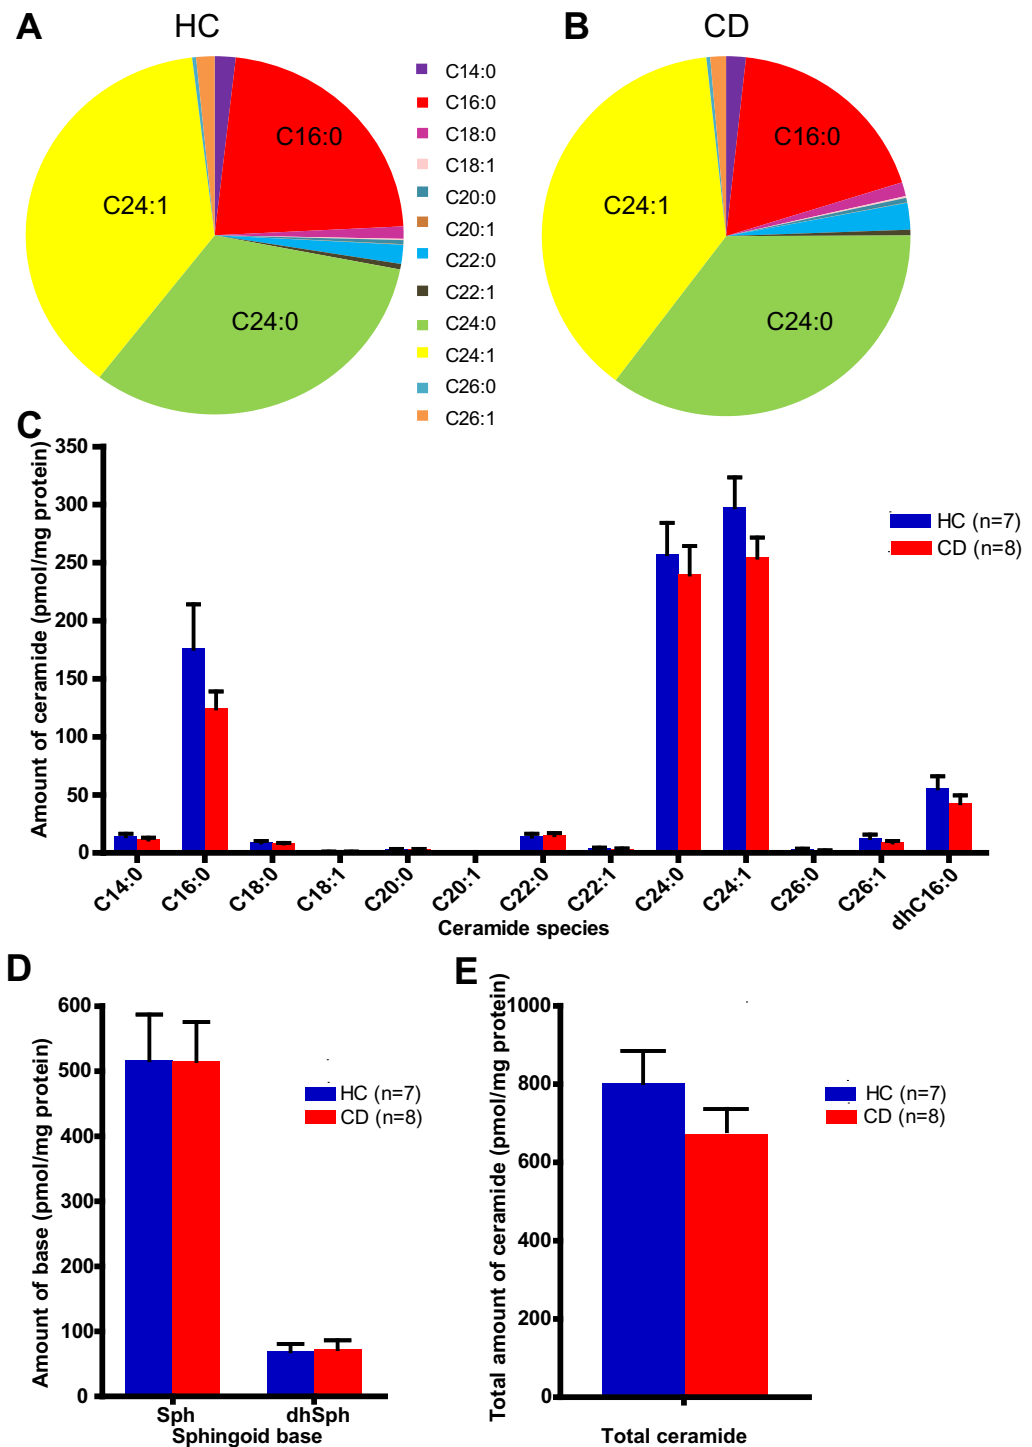 A
HC
B
CD
C16:0
C24:1
C24:0
C14:0
C16:0
C18:0
C18:1
C20:0
C20:1
C22:0
C22:1
C24:0
C24:1
C26:0
C26:1
C16:0
C24:1
C24:0
C
Amount of ceramide (pmol/mg protein)
350
300
250
200
150
100
50
0
HC (n=7)
CD (n=8)
C14:0
C16:0
C18:0
C18:1
C20:0
C20:1
C22:0
C22:1
C24:0
C24:1
C26:0
C26:1
dhC16:0
Ceramide species
D
Amount of base (pmol/mg protein)
600
500
400
300
200
100
0
HC (n=7)
CD (n=8)
Sph
dhSph
Sphingoid base
E
Total amount of ceramide (pmol/mg protein)
1000
800
600
400
200
0
HC (n=7)
CD (n=8)
Total ceramide